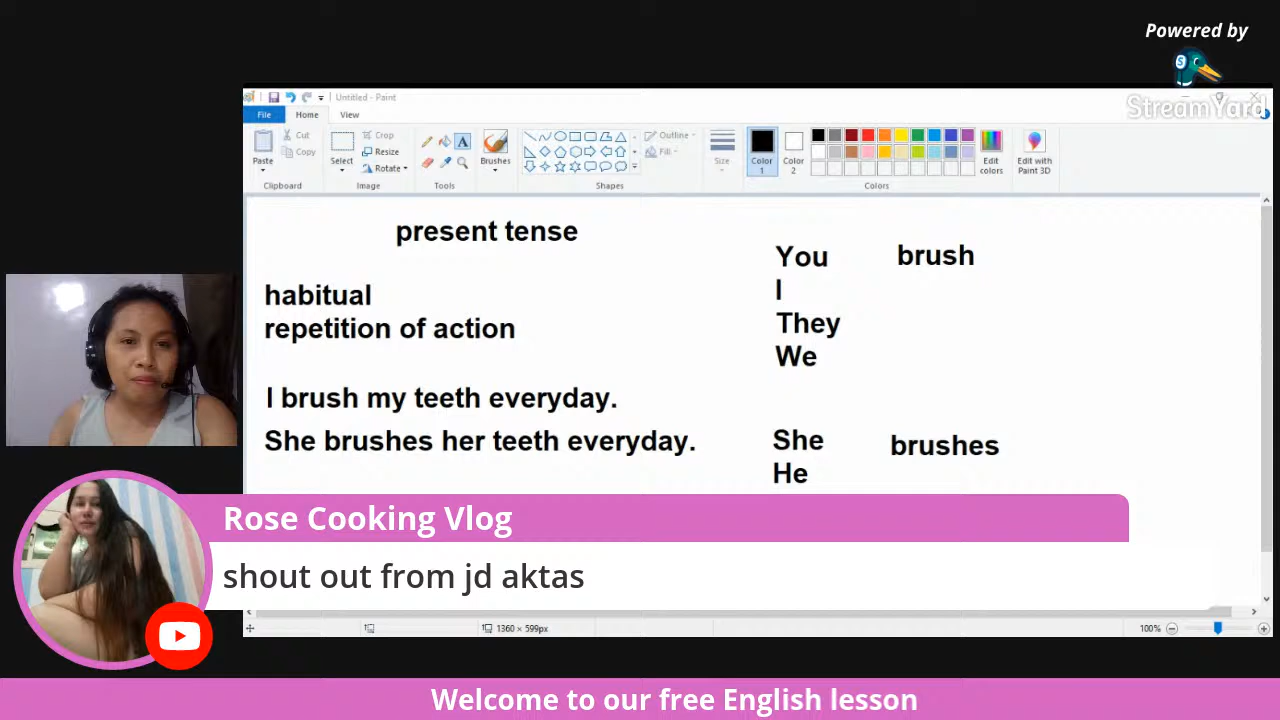 Powered by
StreamYard
Untitled - Paint
File
Home
View
Paste
Cut
Copy
Clipboard
Select
Crop
Resize
Rotate
Image
A
Tools
Brushes
Outline
Fill
Shapes
Size
Color
1
Color
2
Edit
colors
Colors
Edit with
Paint 3D
present tense
habitual
repetition of action
I brush my teeth everyday.
She brushes her teeth everyday.
You
I
They
We
brush
She
He
brushes
Rose Cooking Vlog
shout out from jd aktas
1360 × 599px
100%
Welcome to our free English lesson